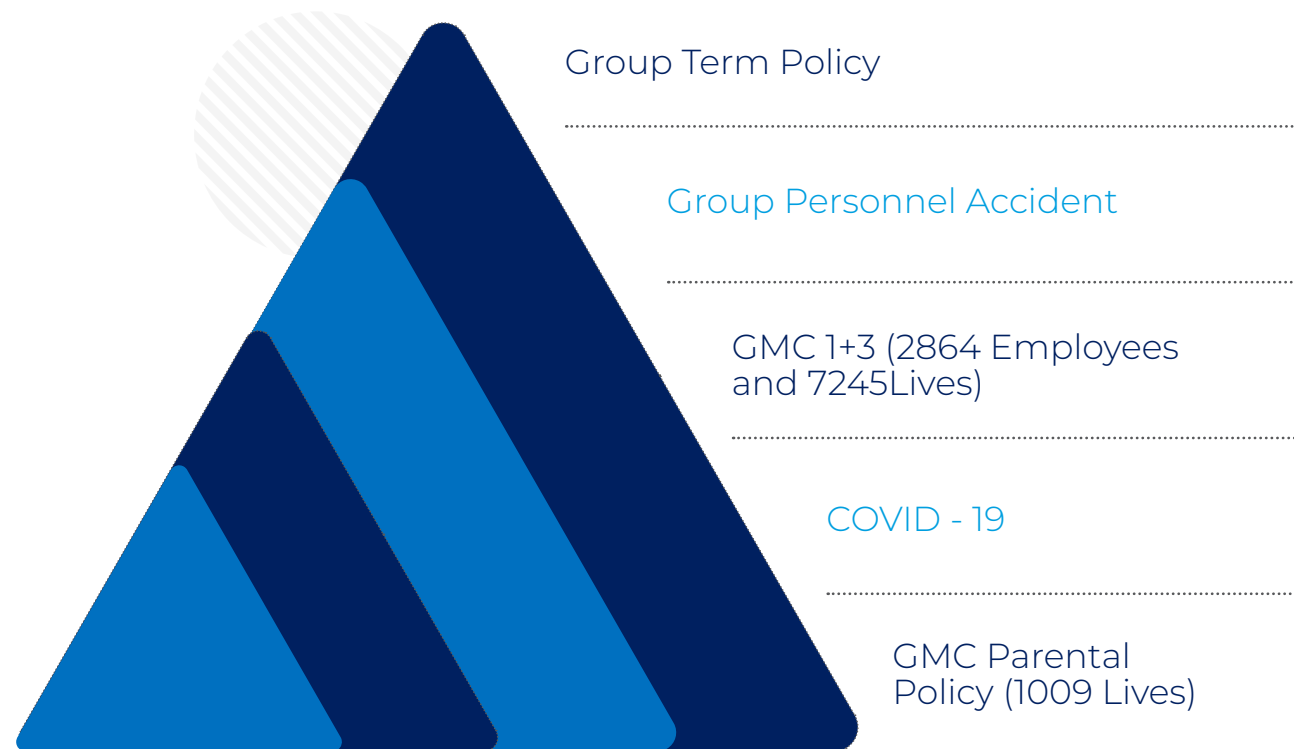 Group Term Policy
Group Personnel Accident
GMC 1+3 (2864 Employees
and 7245Lives)
COVID - 19
GMC Parental
Policy (1009 Lives)